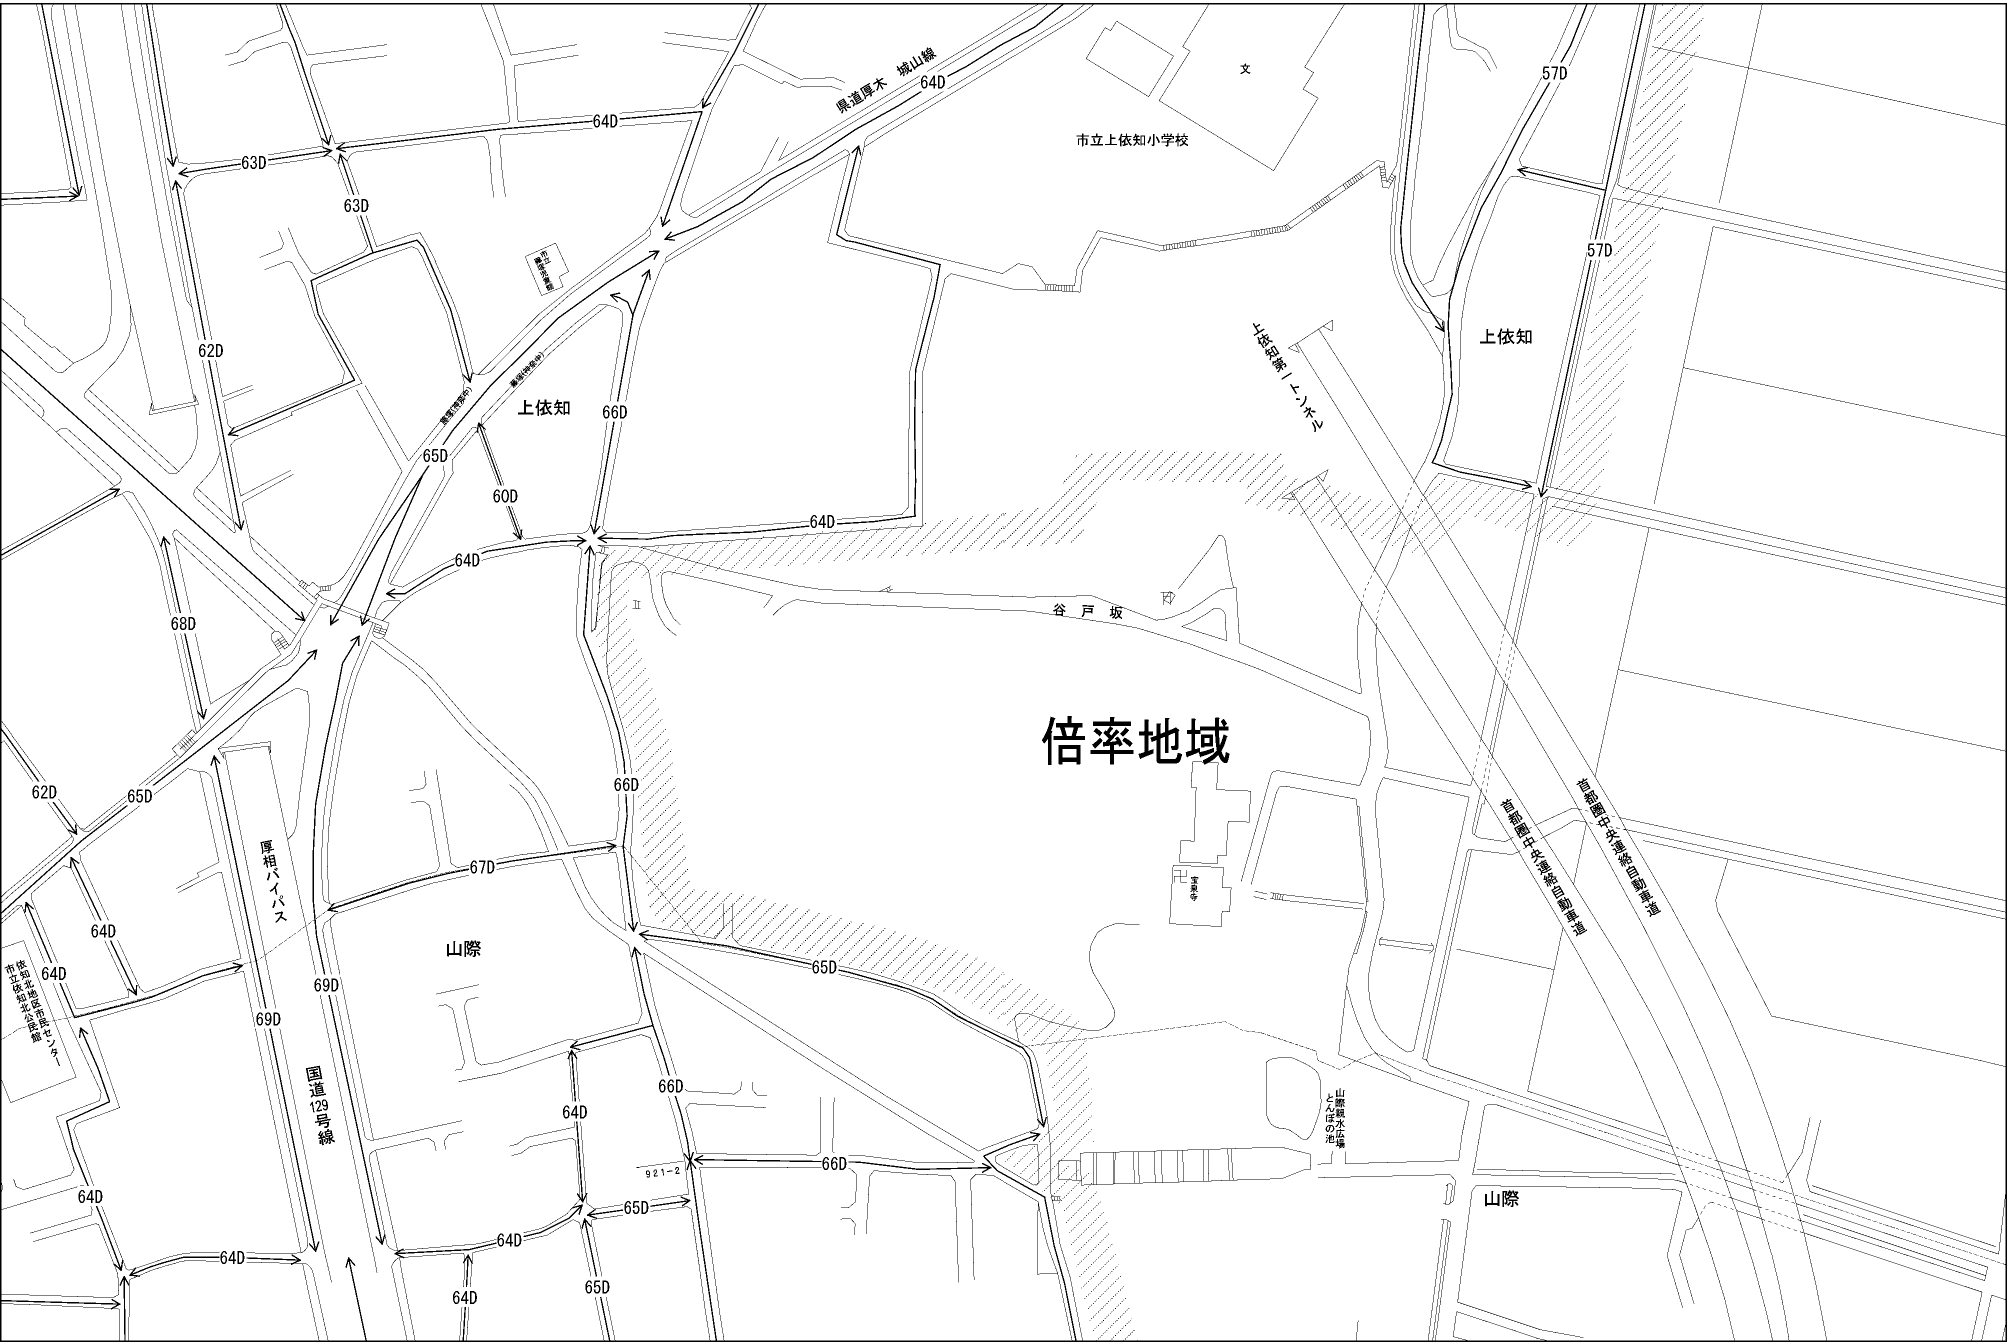 県道厚木　城山線
64D
57D
文
64D
市立上依知小学校
63D
63D
57D
市立
62D
上依知
上依知第一トンネル
上依知
66D
65D
60D
64D
64D
谷戸坂
68D
倍率地域
66D
62D
65D
首都圏中央連絡自動車道
首都圏中央連絡自動車道
厚相バイパス
67D
宝泉寺
64D
山際
64D
65D
依知北地区市民センター
市立依知北公民館
69D
69D
国道129号線
66D
64D
山際親水広場
とんぼの池
66D
921-2
64D
65D
山際
64D
64D
65D
64D